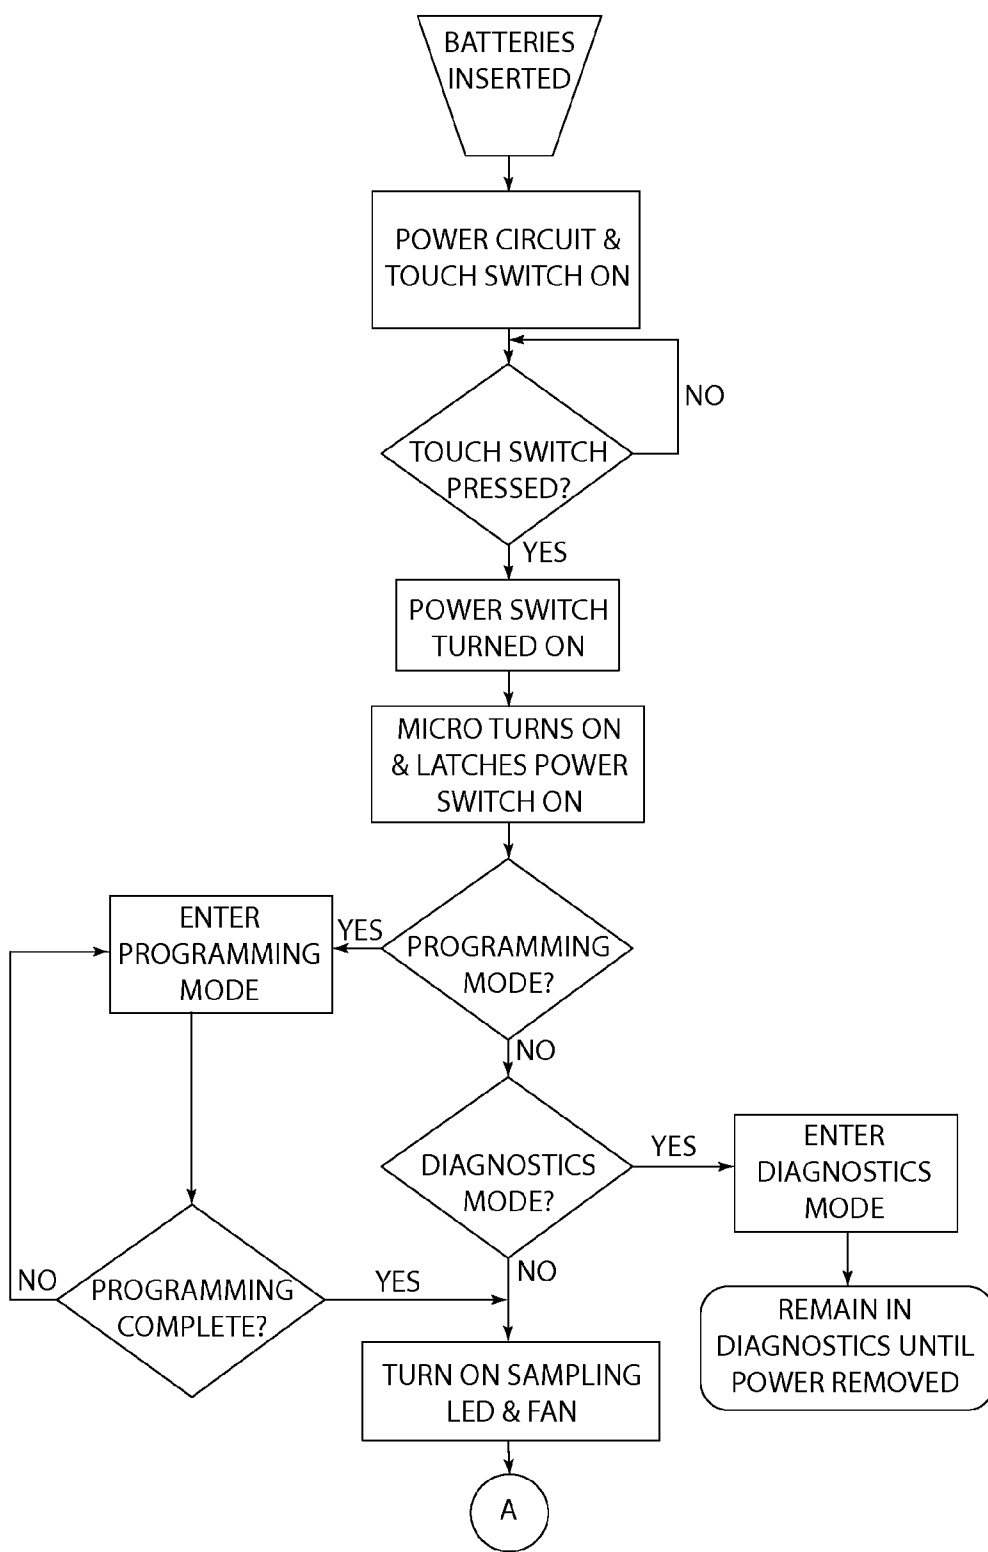 BATTERIES
INSERTED
POWER CIRCUIT &
TOUCH SWITCH ON
NO
TOUCH SWITCH
PRESSED?
YES
POWER SWITCH
TURNED ON
MICRO TURNS ON
& LATCHES POWER
SWITCH ON
ENTER
PROGRAMMING
MODE
YES
PROGRAMMING
MODE?
NO
DIAGNOSTICS
MODE?
YES
ENTER
DIAGNOSTICS
MODE
NO
NO
PROGRAMMING
COMPLETE?
YES
REMAIN IN
DIAGNOSTICS UNTIL
POWER REMOVED
TURN ON SAMPLING
LED & FAN
A